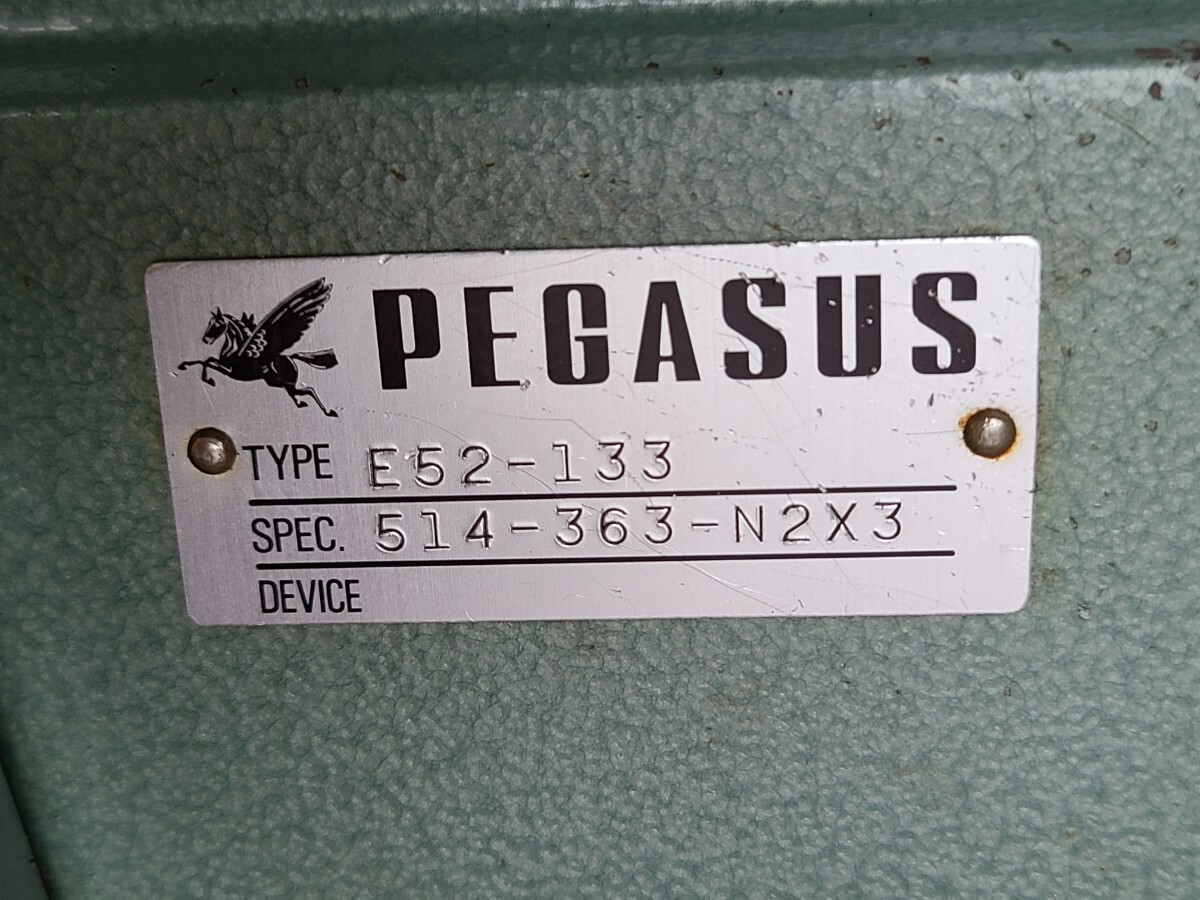 PEGASUS
TYPE E52-133
SPEC. 514-363-N2X3
DEVICE